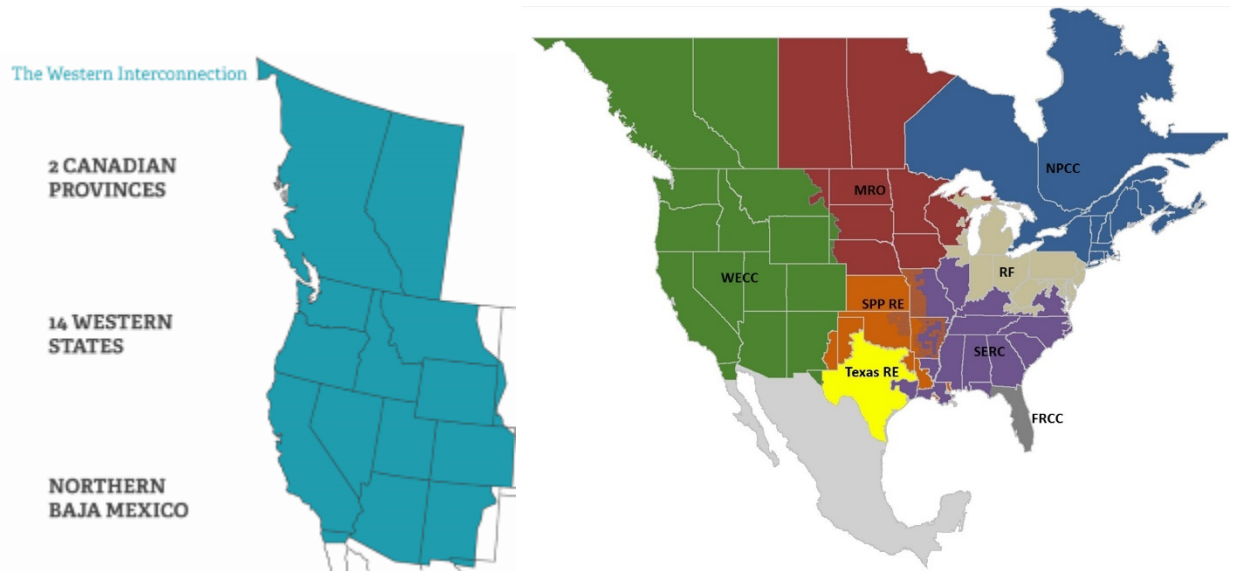 The Western Interconnection
2 CANADIAN
PROVINCES
14 WESTERN
STATES
NORTHERN
BAJA MEXICO
NPCC
MRO
RF
WECC
SPP RE
SERC
Texas RE
FRCC